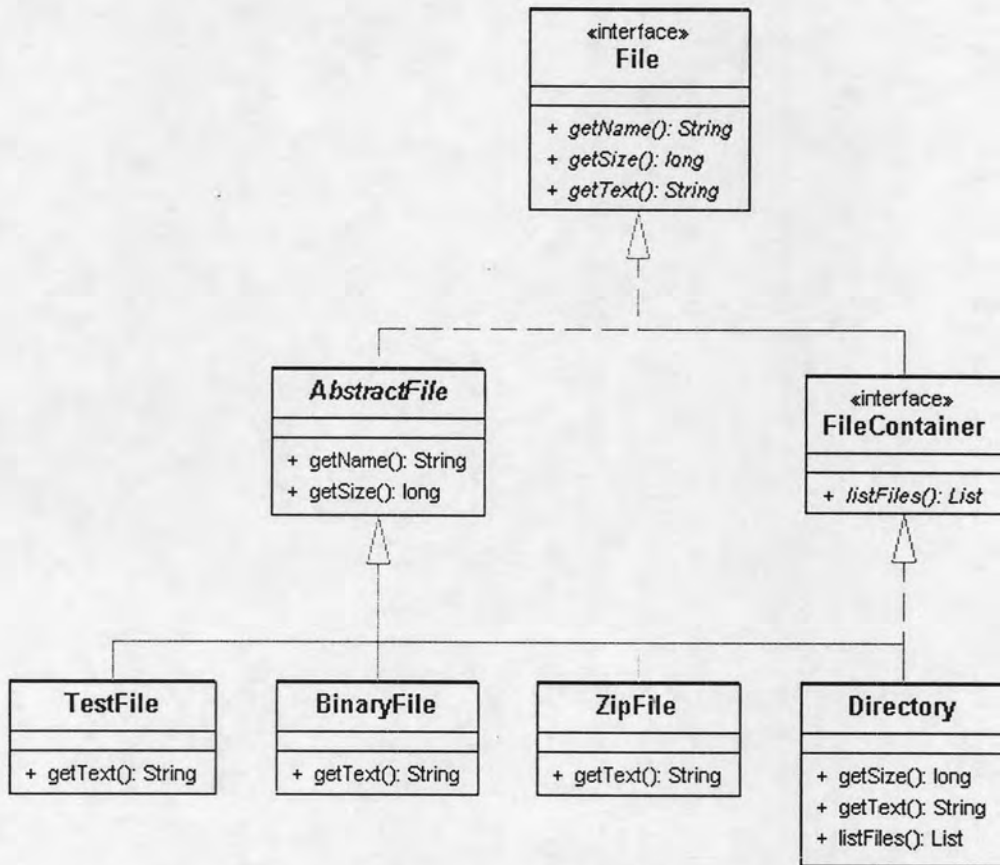 «interface»
File
+ getName(): String
+ getSize(): long
+ getText(): String
AbstractFile
+ getName(): String
+ getSize(): long
«interface»
FileContainer
+ listFiles(): List
TestFile
+ getText(): String
BinaryFile
+ getText(): String
ZipFile
+ getText(): String
Directory
+ getSize(): long
+ getText(): String
+ listFiles(): List